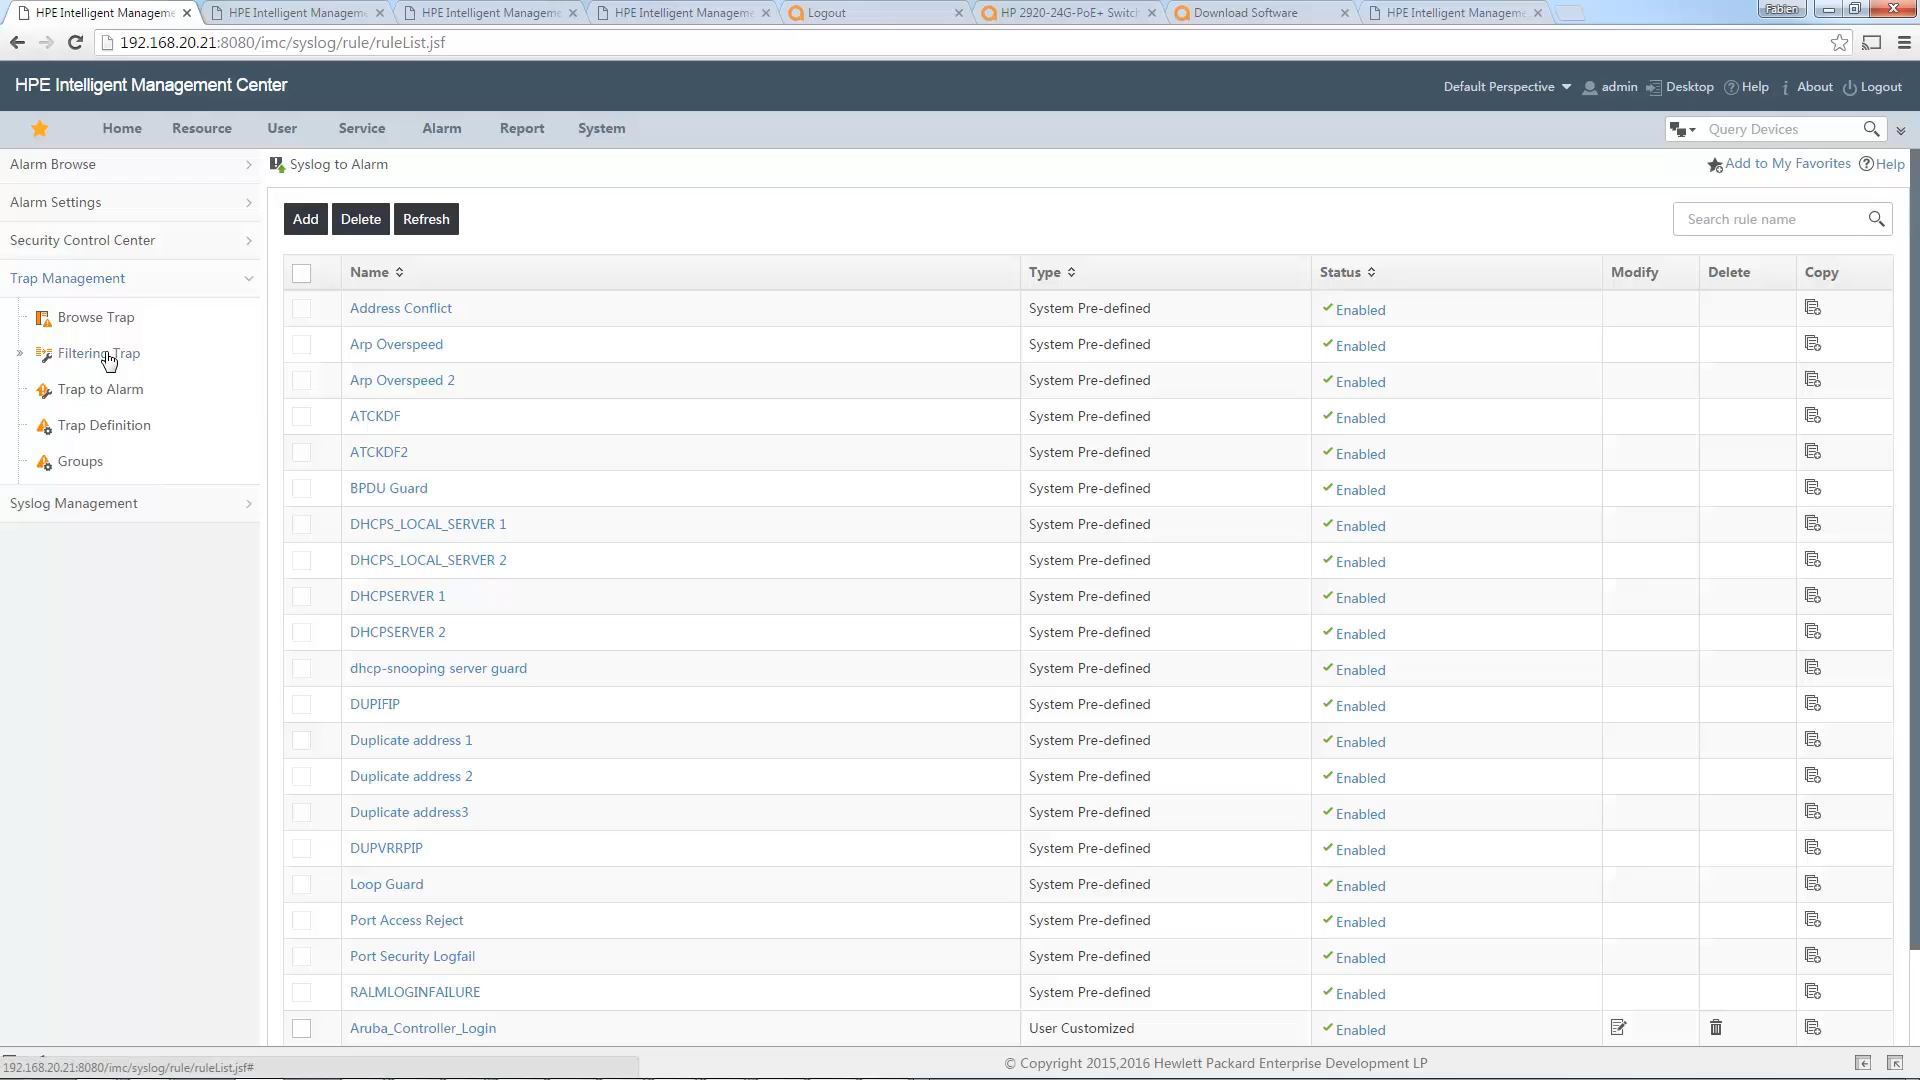 HPE Intelligent Manageme
HPE Intelligent Manageme
HPE Intelligent Manageme
HPE Intelligent Manageme
Logout
HP 2920-24G-PoE+ Switch
Download Software
HPE Intelligent Manageme
Fabien
192.168.20.21:8080/imc/syslog/rule/ruleList.jsf
HPE Intelligent Management Center
Default Perspective
admin
Desktop
Help
About
Logout
Home
Resource
User
Service
Alarm
Report
System
Query Devices
Alarm Browse
Alarm Settings
Security Control Center
Trap Management
Browse Trap
Filtering Trap
Trap to Alarm
Trap Definition
Groups
Syslog Management
Syslog to Alarm
Add to My Favorites
Help
Add
Delete
Refresh
Search rule name
Name Type Status Modify Delete Copy
Address Conflict System Pre-defined Enabled
Arp Overspeed System Pre-defined Enabled
Arp Overspeed 2 System Pre-defined Enabled
ATCKDF System Pre-defined Enabled
ATCKDF2 System Pre-defined Enabled
BPDU Guard System Pre-defined Enabled
DHCPS_LOCAL_SERVER 1 System Pre-defined Enabled
DHCPS_LOCAL_SERVER 2 System Pre-defined Enabled
DHCPSERVER 1 System Pre-defined Enabled
DHCPSERVER 2 System Pre-defined Enabled
dhcp-snooping server guard System Pre-defined Enabled
DUPIFIP System Pre-defined Enabled
Duplicate address 1 System Pre-defined Enabled
Duplicate address 2 System Pre-defined Enabled
Duplicate address3 System Pre-defined Enabled
DUPVRRPIP System Pre-defined Enabled
Loop Guard System Pre-defined Enabled
Port Access Reject System Pre-defined Enabled
Port Security Logfail System Pre-defined Enabled
RALMLOGINFAILURE System Pre-defined Enabled
Aruba_Controller_Login User Customized Enabled
192.168.20.21:8080/imc/syslog/rule/ruleList.jsf#
© Copyright 2015,2016 Hewlett Packard Enterprise Development LP